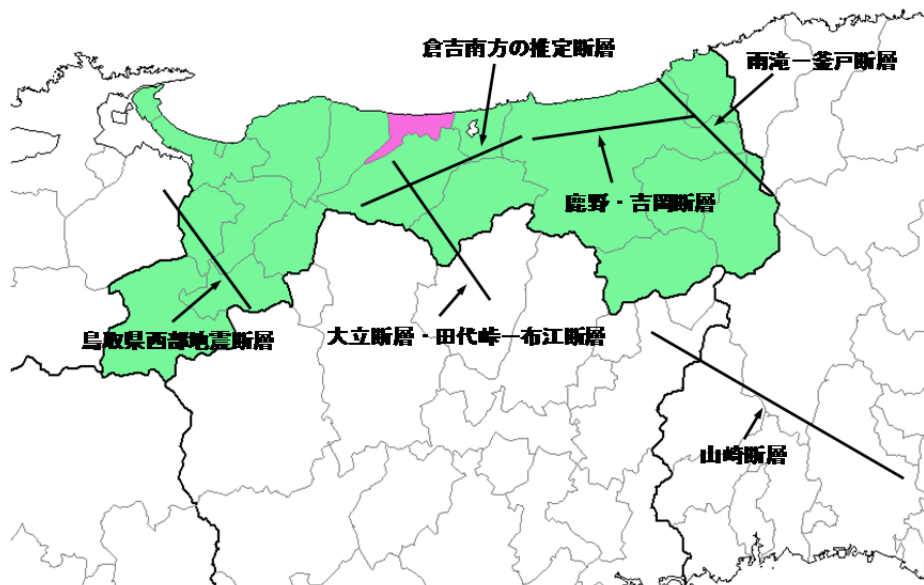 倉吉南方の推定断層
雨滝ー釜戸断層
鹿野・吉岡断層
鳥取県西部地震断層
大立断層・田代峠ー布江断層
山崎断層